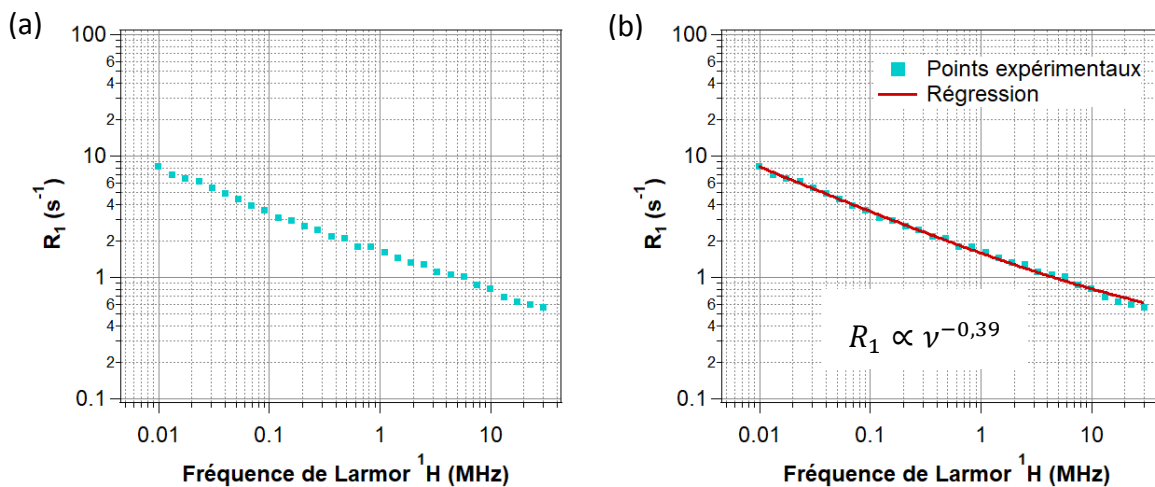 (a)
100
6
4
2
10
6
4
2
1
6
4
2
0.1
R₁ (s⁻¹)
0.01 0.1 1 10
Fréquence de Larmor ¹H (MHz)
(b)
100
6
4
2
10
6
4
2
1
6
4
2
0.1
R₁ (s⁻¹)
Points expérimentaux
Régression
R₁ ∝ ν⁻⁰,³⁹
0.01 0.1 1 10
Fréquence de Larmor ¹H (MHz)